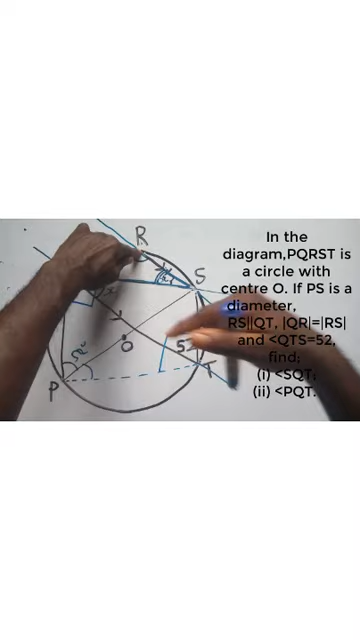 R
S
In the
diagram,PQRST is
a circle with
centre O. If PS is a
diameter,
RS||QT, |QR|=|RS|
and <QTS=52,
find;
(i) <SQT,
(ii) <PQT.
x
52
O
52°
P
T